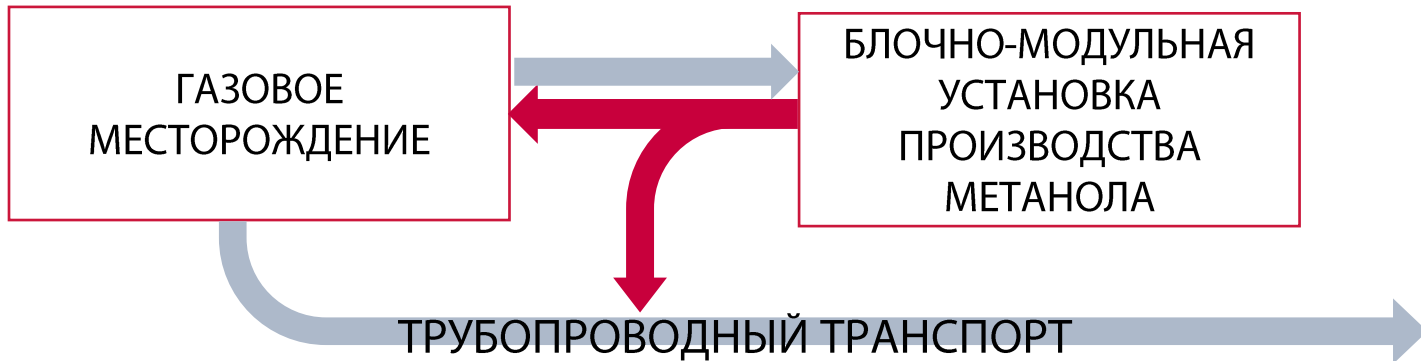 ГАЗОВОЕ
МЕСТОРОЖДЕНИЕ
БЛОЧНО-МОДУЛЬНАЯ
УСТАНОВКА
ПРОИЗВОДСТВА
МЕТАНОЛА
ТРУБОПРОВОДНЫЙ ТРАНСПОРТ